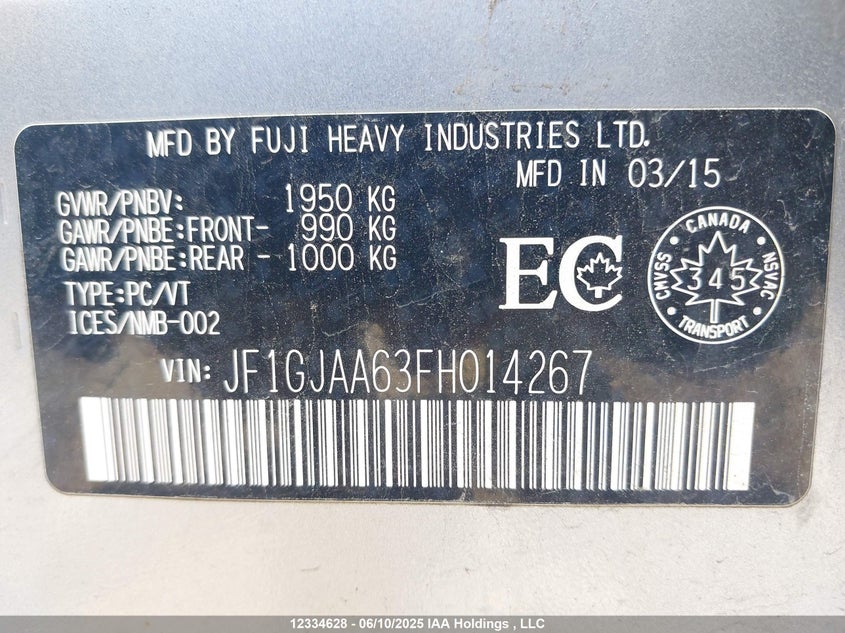 MFD BY FUJI HEAVY INDUSTRIES LTD.
MFD IN 03/15
GVWR/PNBV: 1950 KG
GAWR/PNBE:FRONT- 990 KG
GAWR/PNBE:REAR - 1000 KG
TYPE:PC/VT
ICES/NMB-002
EC
CANADA
CMVSS 345 NSVAC
TRANSPORT
VIN: JF1GJAA63FH014267
12334628 - 06/10/2025 IAA Holdings , LLC